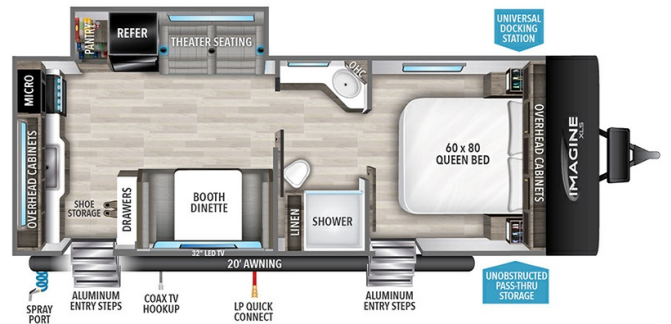 UNIVERSAL
DOCKING
STATION
PANTRY
REFER
THEATER SEATING
OHC
MICRO
OVERHEAD CABINETS
60 x 80
QUEEN BED
OVERHEAD CABINETS
IMAGINE
XLS
SHOE
STORAGE
DRAWERS
BOOTH
DINETTE
LINEN
SHOWER
32" LED TV
20' AWNING
SPRAY
PORT
ALUMINUM
ENTRY STEPS
COAX TV
HOOKUP
LP QUICK
CONNECT
ALUMINUM
ENTRY STEPS
UNOBSTRUCTED
PASS-THRU
STORAGE